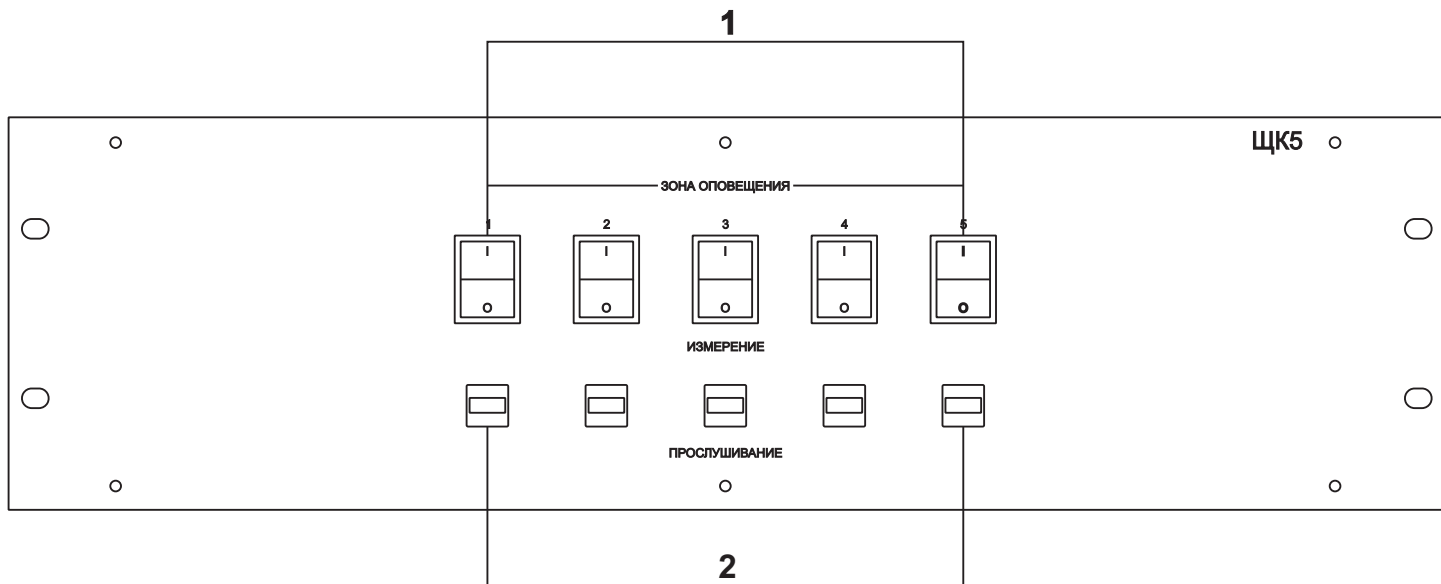 1
ЩК5
ЗОНА ОПОВЕЩЕНИЯ
1 2 3 4 5
I I I I I
O O O O O
ИЗМЕРЕНИЕ
ПРОСЛУШИВАНИЕ
2